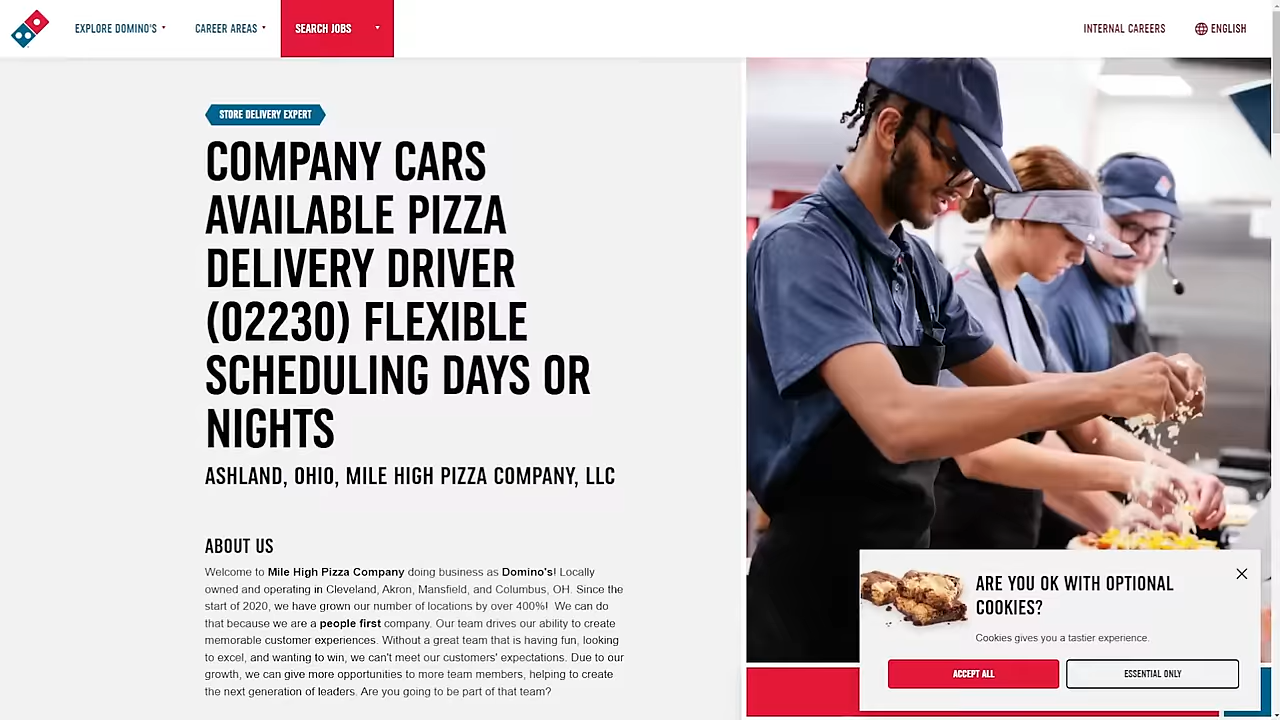 EXPLORE DOMINO'S
CAREER AREAS
SEARCH JOBS
INTERNAL CAREERS
ENGLISH
STORE DELIVERY EXPERT
COMPANY CARS
AVAILABLE PIZZA
DELIVERY DRIVER
(02230) FLEXIBLE
SCHEDULING DAYS OR
NIGHTS
ASHLAND, OHIO, MILE HIGH PIZZA COMPANY, LLC
ABOUT US
Welcome to Mile High Pizza Company doing business as Domino's! Locally
owned and operating in Cleveland, Akron, Mansfield, and Columbus, OH. Since the
start of 2020, we have grown our number of locations by over 400%! We can do
that because we are a people first company. Our team drives our ability to create
memorable customer experiences. Without a great team that is having fun, looking
to excel, and wanting to win, we can't meet our customers' expectations. Due to our
growth, we can give more opportunities to more team members, helping to create
the next generation of leaders. Are you going to be part of that team?
ARE YOU OK WITH OPTIONAL
COOKIES?
Cookies gives you a tastier experience.
ACCEPT ALL
ESSENTIAL ONLY